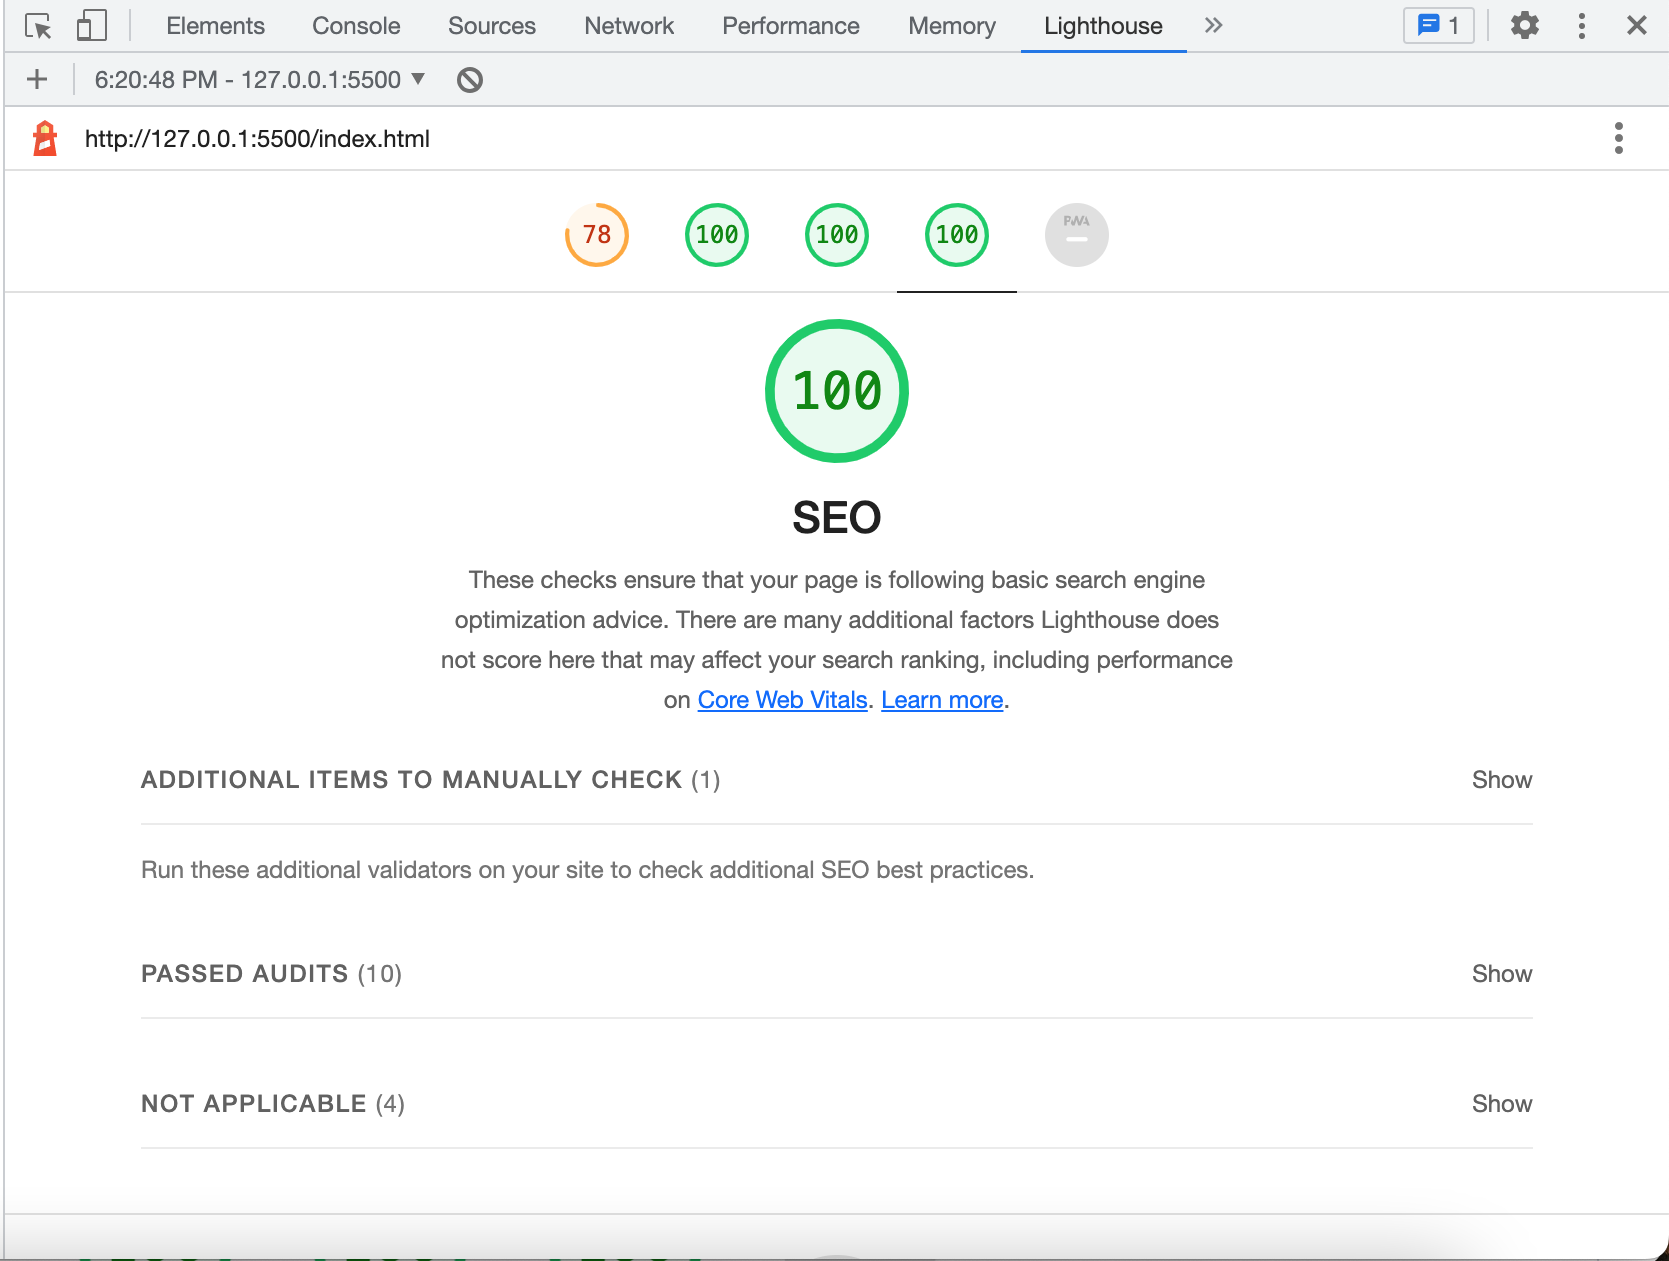 Elements Console Sources Network Performance Memory Lighthouse 1
6:20:48 PM - 127.0.0.1:5500
http://127.0.0.1:5500/index.html
78 100 100 100 PWA
100
SEO
These checks ensure that your page is following basic search engine
optimization advice. There are many additional factors Lighthouse does
not score here that may affect your search ranking, including performance
on Core Web Vitals. Learn more.
ADDITIONAL ITEMS TO MANUALLY CHECK (1) Show
Run these additional validators on your site to check additional SEO best practices.
PASSED AUDITS (10) Show
NOT APPLICABLE (4) Show